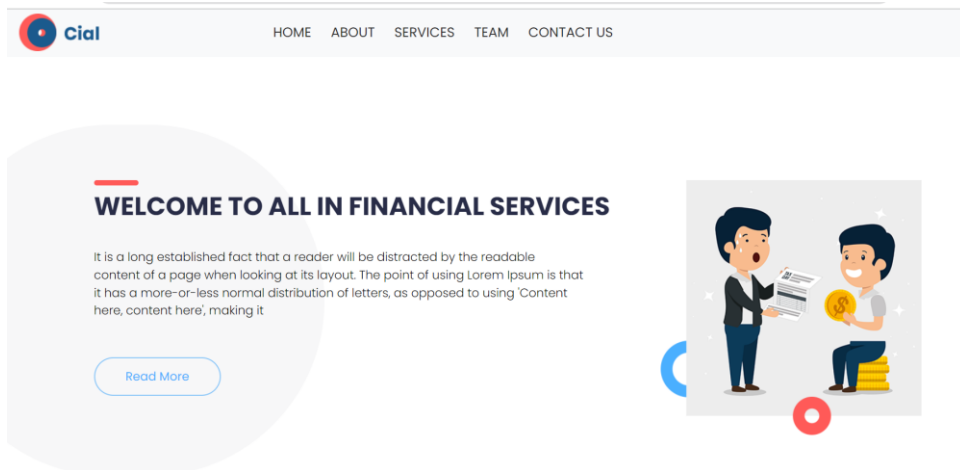 Cial
HOME ABOUT SERVICES TEAM CONTACT US
WELCOME TO ALL IN FINANCIAL SERVICES
It is a long established fact that a reader will be distracted by the readable
content of a page when looking at its layout. The point of using Lorem Ipsum is that
it has a more-or-less normal distribution of letters, as opposed to using 'Content
here, content here', making it
Read More